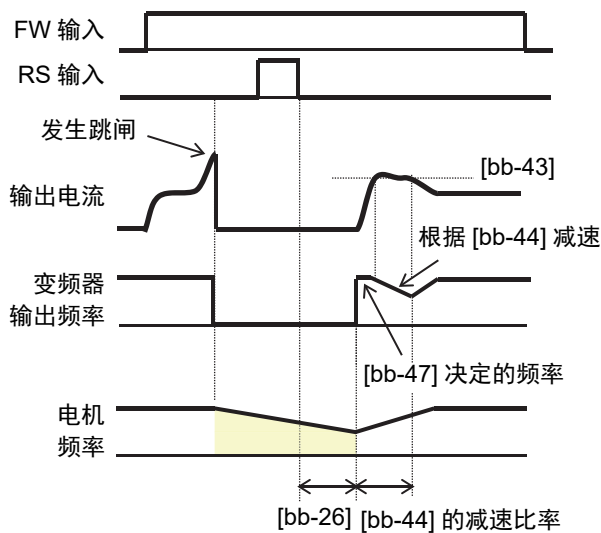 FW 输入
RS 输入
发生跳闸
[bb-43]
输出电流
根据 [bb-44] 减速
变频器
输出频率
[bb-47] 决定的频率
电机
频率
[bb-26] [bb-44] 的减速比率